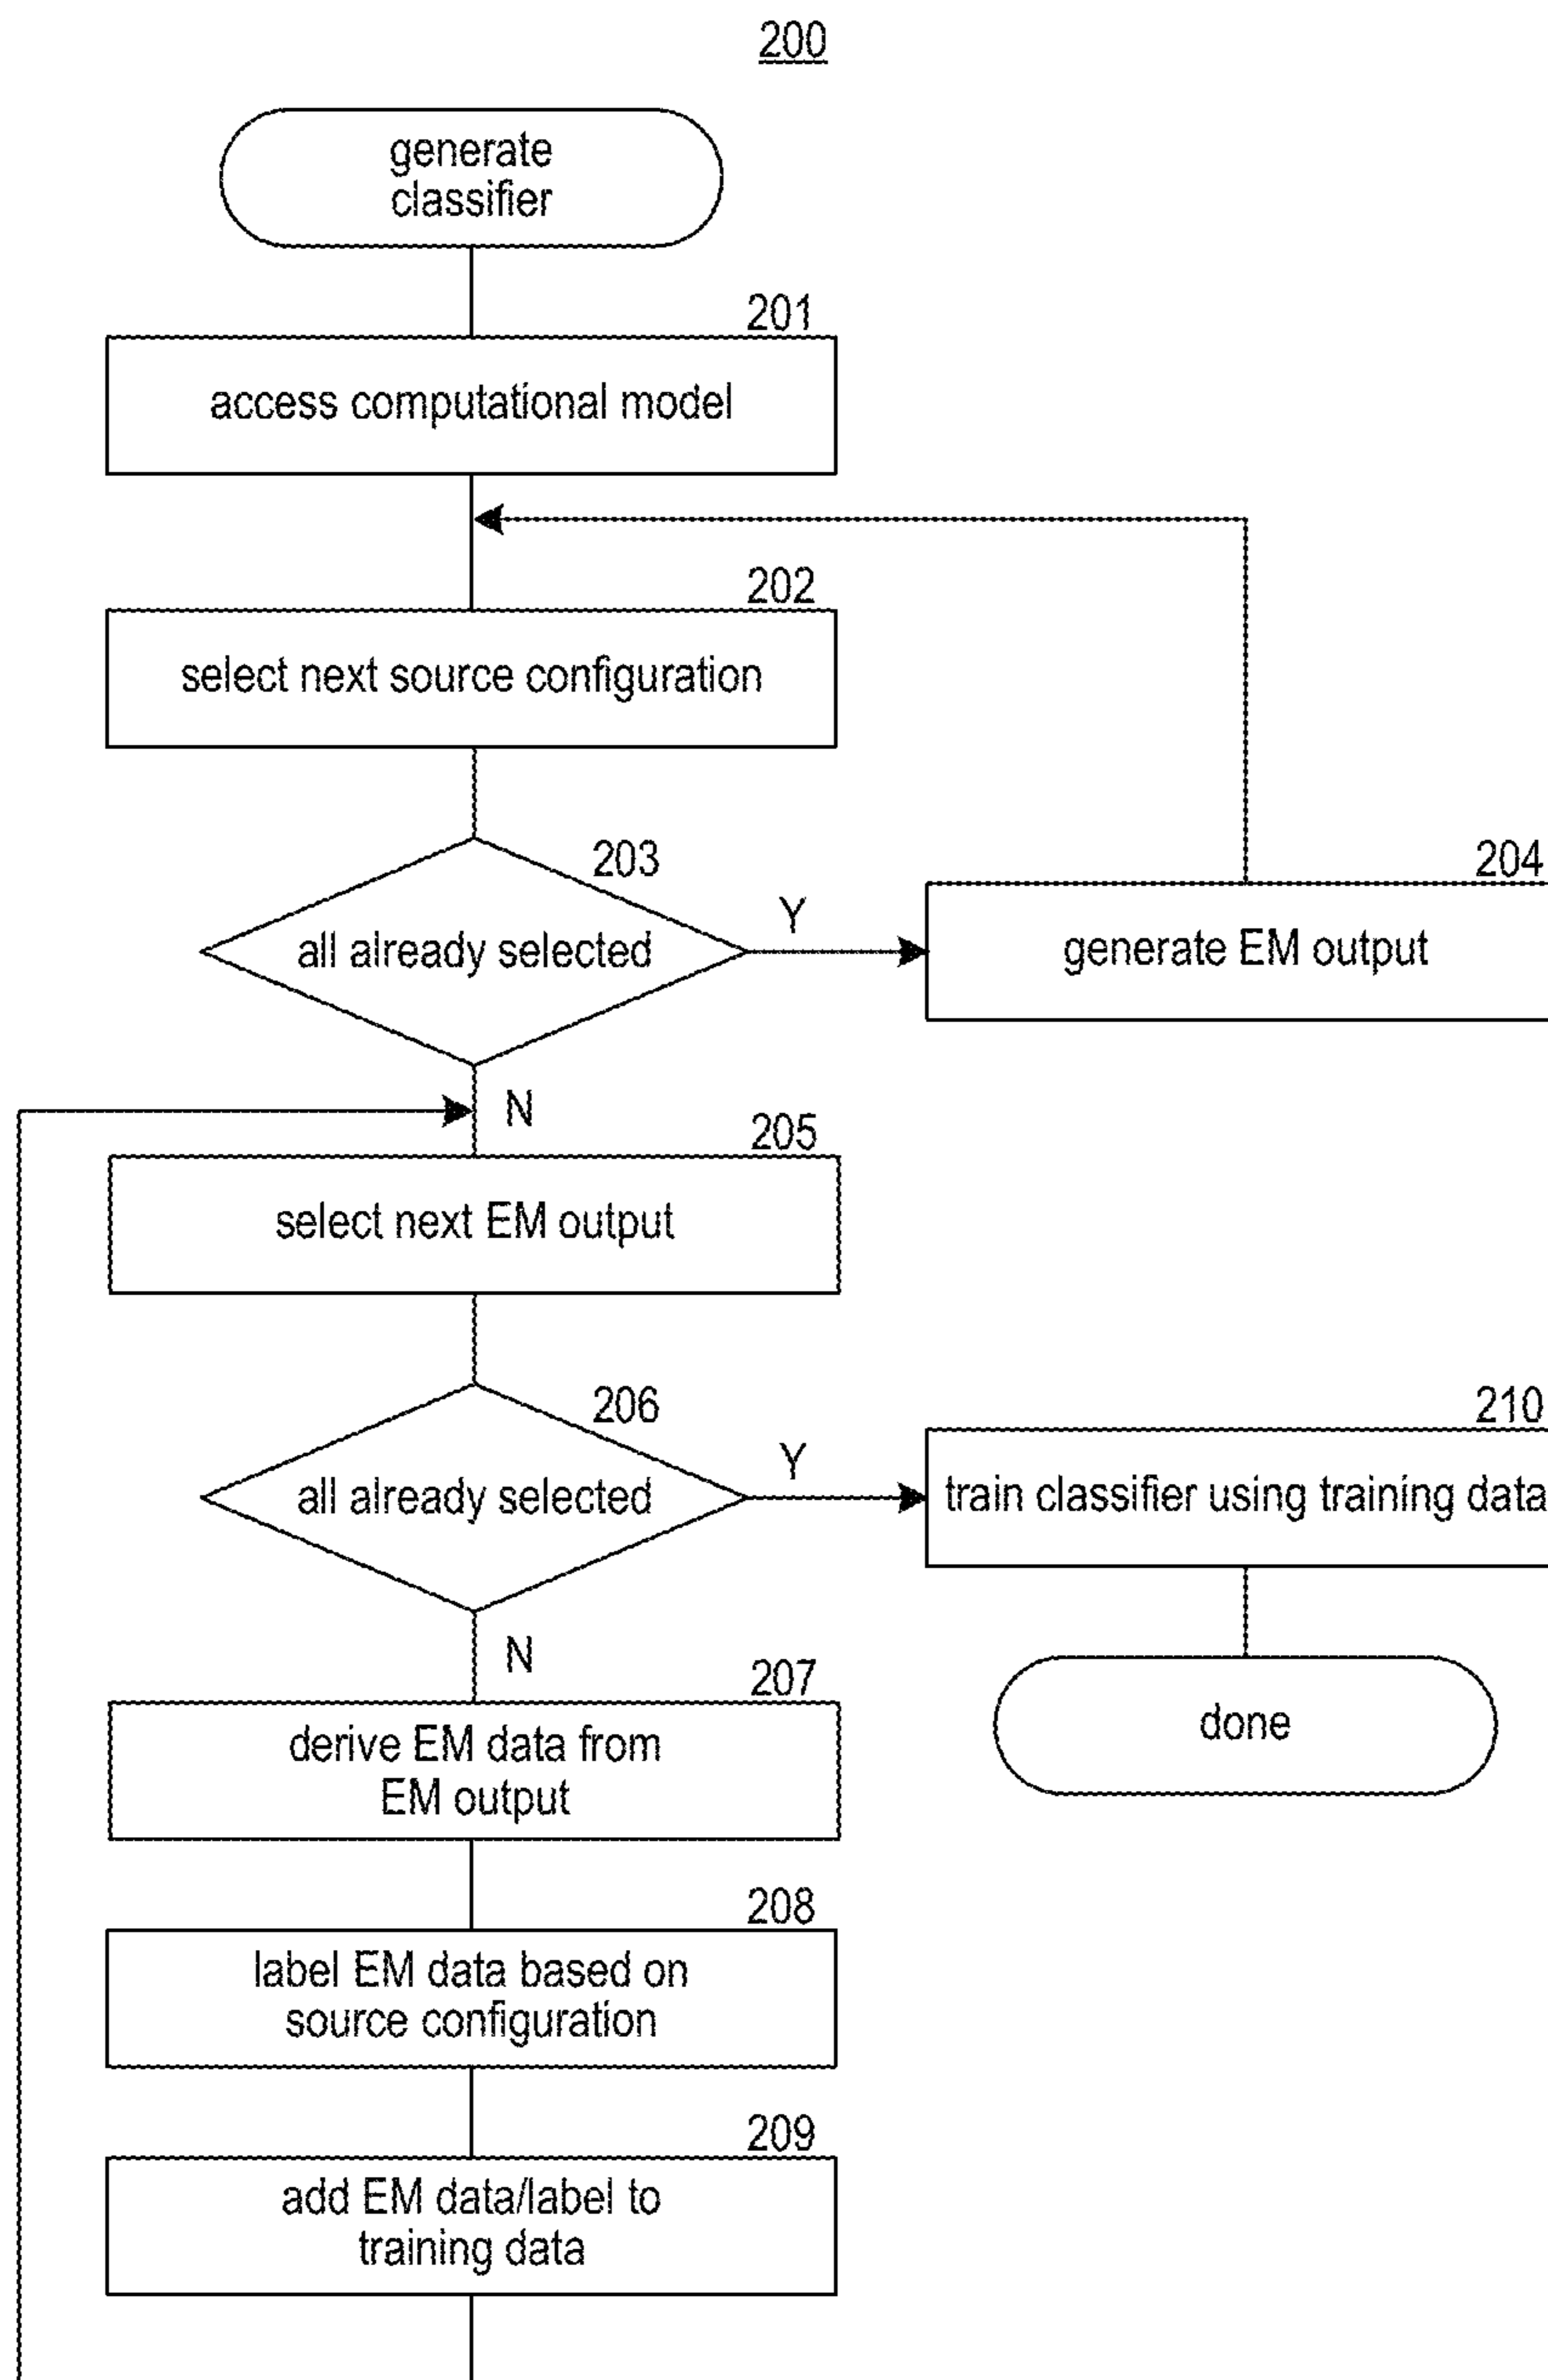 200
generate
classifier
201
access computational model
202
select next source configuration
203
all already selected
Y
204
generate EM output
N
205
select next EM output
206
all already selected
Y
210
train classifier using training data
N
done
207
derive EM data from
EM output
208
label EM data based on
source configuration
209
add EM data/label to
training data